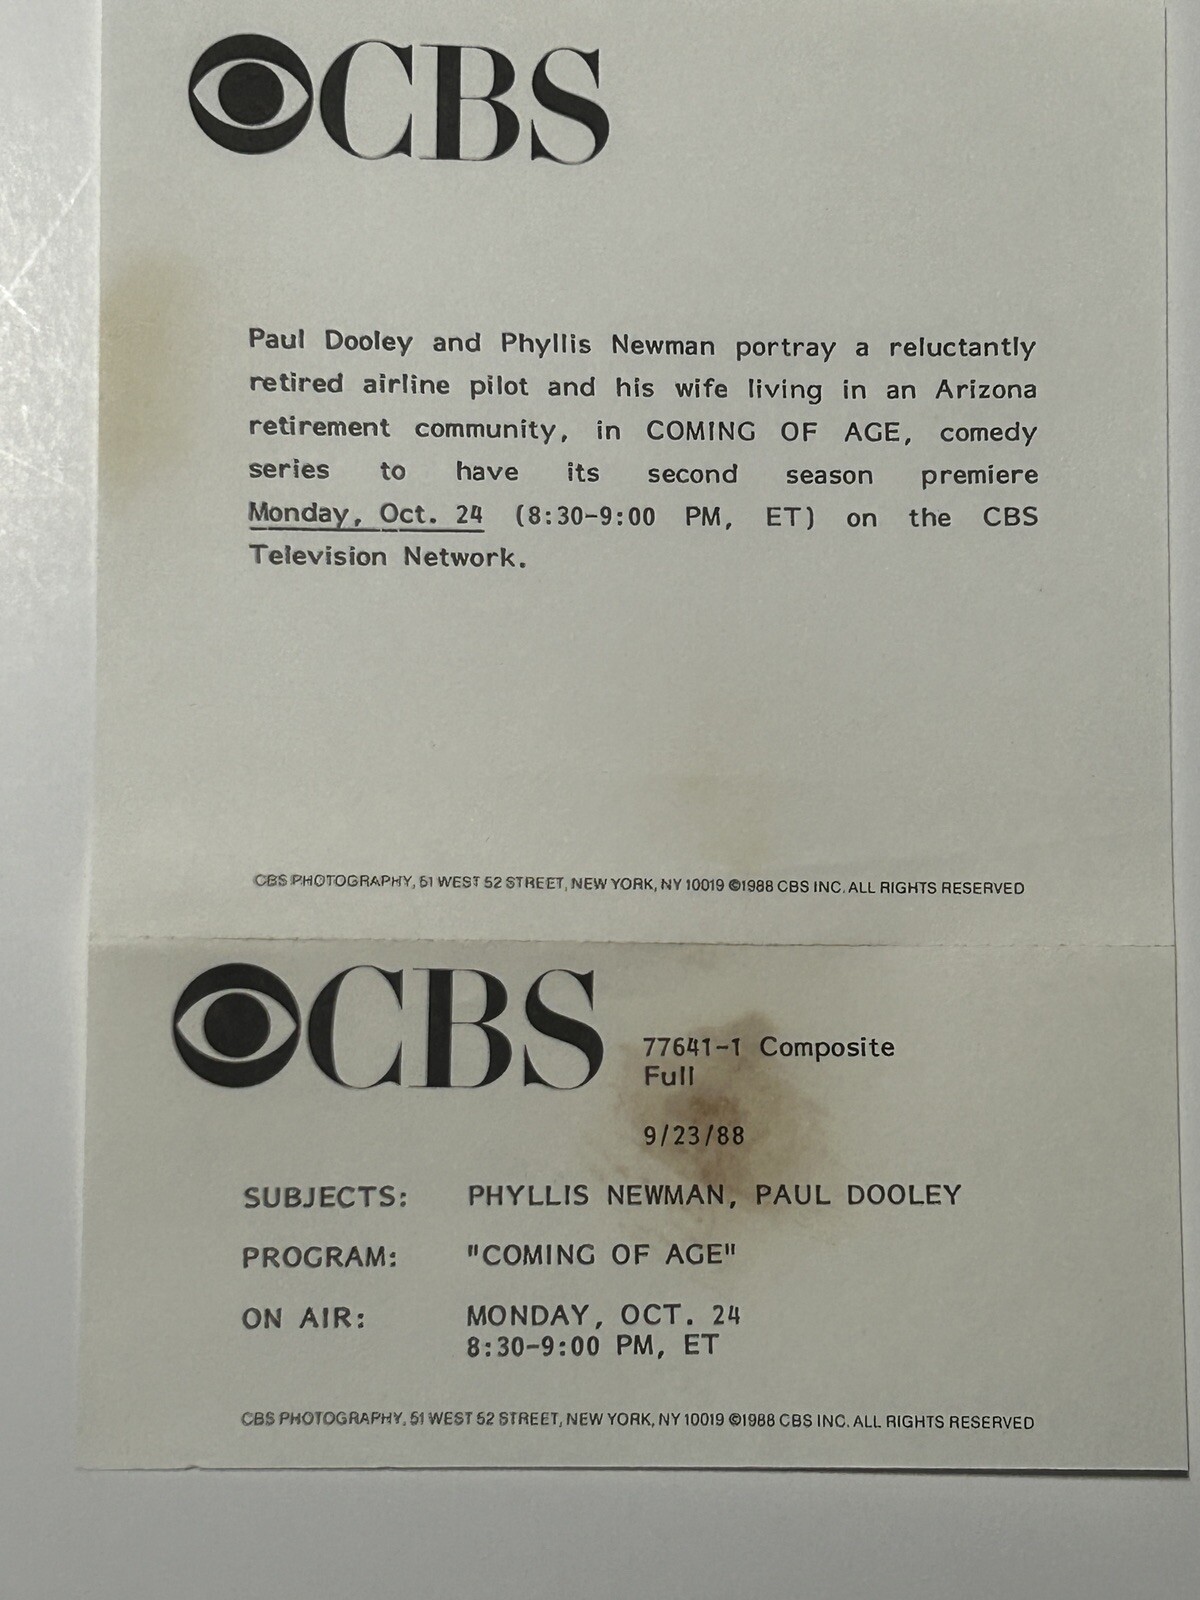 CBS
Paul Dooley and Phyllis Newman portray a reluctantly
retired airline pilot and his wife living in an Arizona
retirement community, in COMING OF AGE, comedy
series to have its second season premiere
Monday, Oct. 24 (8:30-9:00 PM, ET) on the CBS
Television Network.
CBS PHOTOGRAPHY, 51 WEST 52 STREET, NEW YORK, NY 10019 ©1988 CBS INC. ALL RIGHTS RESERVED
CBS
77641-1 Composite
Full
9/23/88
SUBJECTS: PHYLLIS NEWMAN, PAUL DOOLEY
PROGRAM: "COMING OF AGE"
ON AIR: MONDAY, OCT. 24
8:30-9:00 PM, ET
CBS PHOTOGRAPHY, 51 WEST 52 STREET, NEW YORK, NY 10019 ©1988 CBS INC. ALL RIGHTS RESERVED